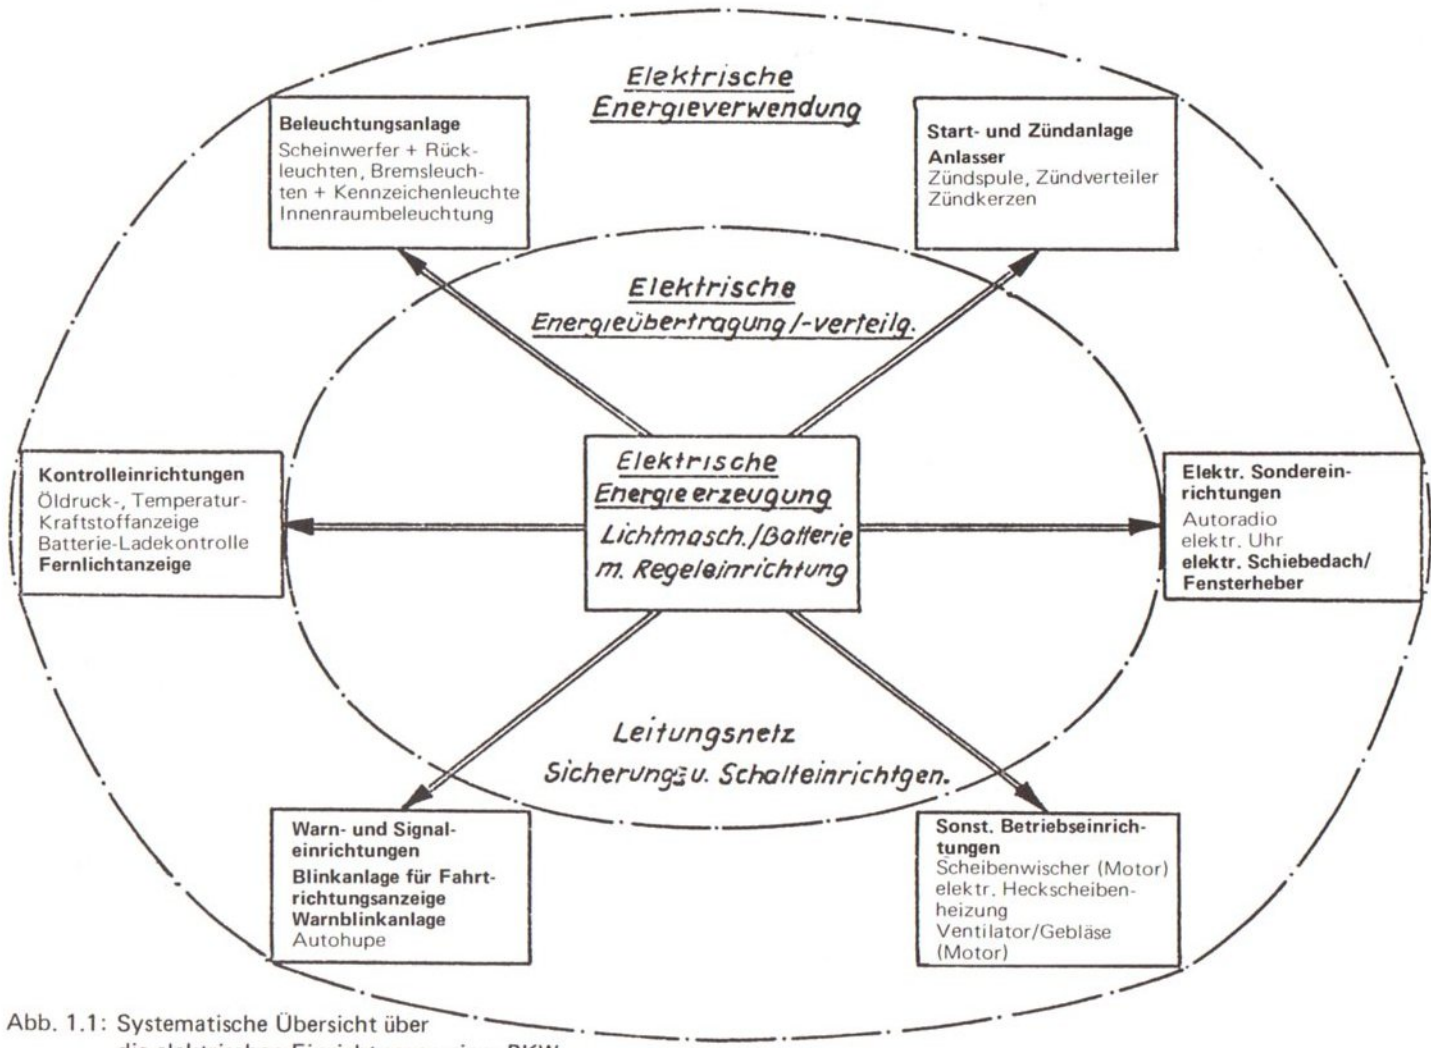 Elektrische
Energieverwendung
Beleuchtungsanlage
Scheinwerfer + Rück-
leuchten, Bremsleuch-
ten + Kennzeichenleuchte
Innenraumbeleuchtung
Start- und Zündanlage
Anlasser
Zündspule, Zündverteiler
Zündkerzen
Elektrische
Energieübertragung/-verteilg.
Kontrolleinrichtungen
Öldruck-, Temperatur-
Kraftstoffanzeige
Batterie-Ladekontrolle
Fernlichtanzeige
Elektrische
Energieerzeugung
Lichtmasch./Batterie
m. Regeleinrichtung
Elektr. Sonderein-
richtungen
Autoradio
elektr. Uhr
elektr. Schiebedach/
Fensterheber
Leitungsnetz
Sicherungs-u. Schalteinrichtgen.
Warn- und Signal-
einrichtungen
Blinkanlage für Fahrt-
richtungsanzeige
Warnblinkanlage
Autohupe
Sonst. Betriebseinrich-
tungen
Scheibenwischer (Motor)
elektr. Heckscheiben-
heizung
Ventilator/Gebläse
(Motor)
Abb. 1.1: Systematische Übersicht über